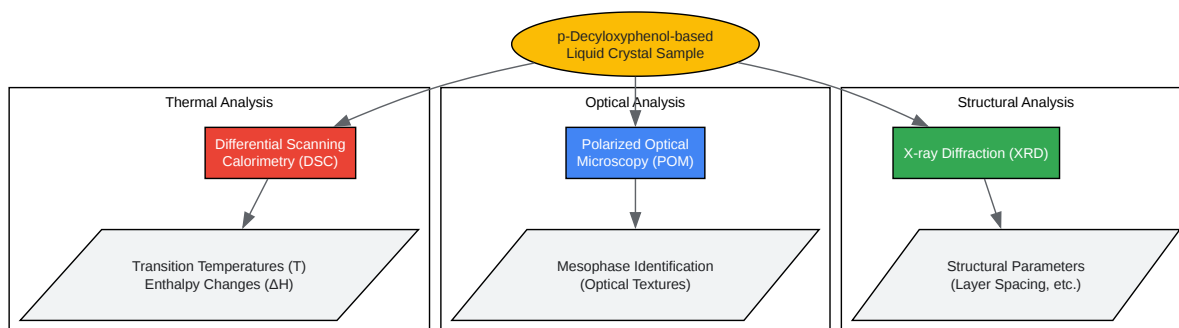 p-Decyloxyphenol-based
Liquid Crystal Sample
Thermal Analysis
Optical Analysis
Structural Analysis
Differential Scanning
Calorimetry (DSC)
Polarized Optical
Microscopy (POM)
X-ray Diffraction (XRD)
Transition Temperatures (T)
Enthalpy Changes (ΔH)
Mesophase Identification
(Optical Textures)
Structural Parameters
(Layer Spacing, etc.)